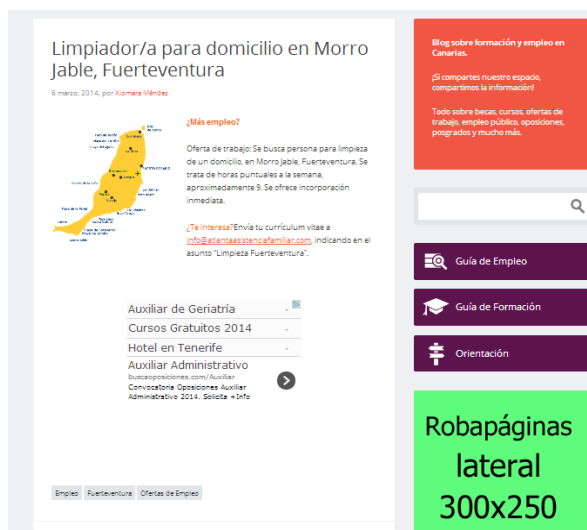 Limpiador/a para domicilio en Morro
Jable, Fuerteventura
6 marzo, 2014, por Xiomara Méndez
¿Más empleo?
Oferta de trabajo: Se busca persona para limpieza
de un domicilio, en Morro Jable, Fuerteventura. Se
trata de horas puntuales a la semana,
aproximadamente 9. Se ofrece incorporación
inmediata.
¿Te interesa?Envía tu currículum vitae a
info@atlantaasistenciafamiliar.com, indicando en el
asunto "Limpieza Fuerteventura".
Auxiliar de Geriatría
Cursos Gratuitos 2014
Hotel en Tenerife
Auxiliar Administrativo
buscaoposiciones.com/Auxiliar
Convocatoria Oposiciones Auxiliar
Administrativo 2014. Solicita +Info
Empleo Fuerteventura Ofertas de Empleo
Blog sobre formación y empleo en
Canarias.
¡Si compartes nuestro espacio,
compartimos la información!
Todo sobre becas, cursos, ofertas de
trabajo, empleo público, oposiciones,
posgrados y mucho más.
Guía de Empleo
Guía de Formación
Orientación
Robapáginas
lateral
300x250